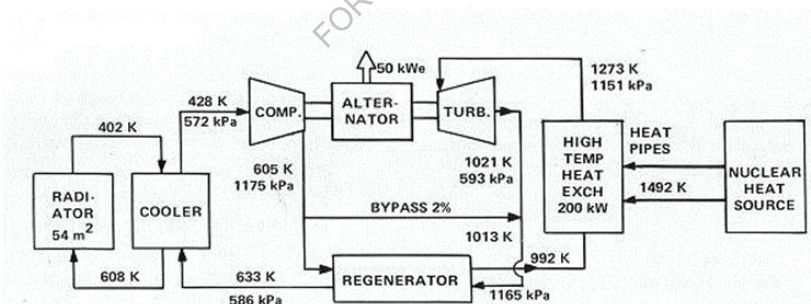 FOR
50 kWe
1273 K
1151 kPa
428 K
572 kPa
COMP.
ALTER-
NATOR
TURB.
402 K
605 K
1175 kPa
1021 K
593 kPa
HIGH
TEMP
HEAT
EXCH
200 kW
HEAT
PIPES
1492 K
NUCLEAR
HEAT
SOURCE
RADI-
ATOR
54 m²
COOLER
BYPASS 2%
1013 K
608 K
633 K
586 kPa
REGENERATOR
992 K
1165 kPa